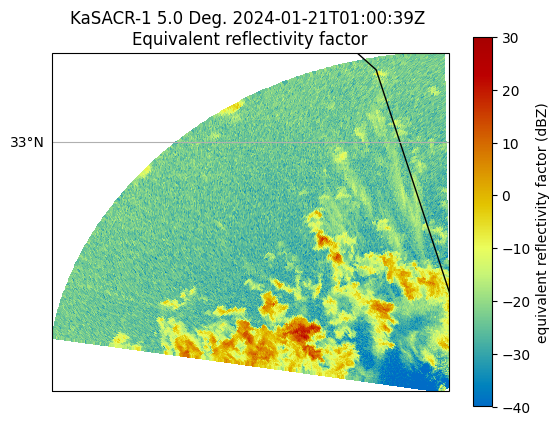 KaSACR-1 5.0 Deg. 2024-01-21T01:00:39Z
Equivalent reflectivity factor
33°N
30
20
10
0
−10
−20
−30
−40
equivalent reflectivity factor (dBZ)